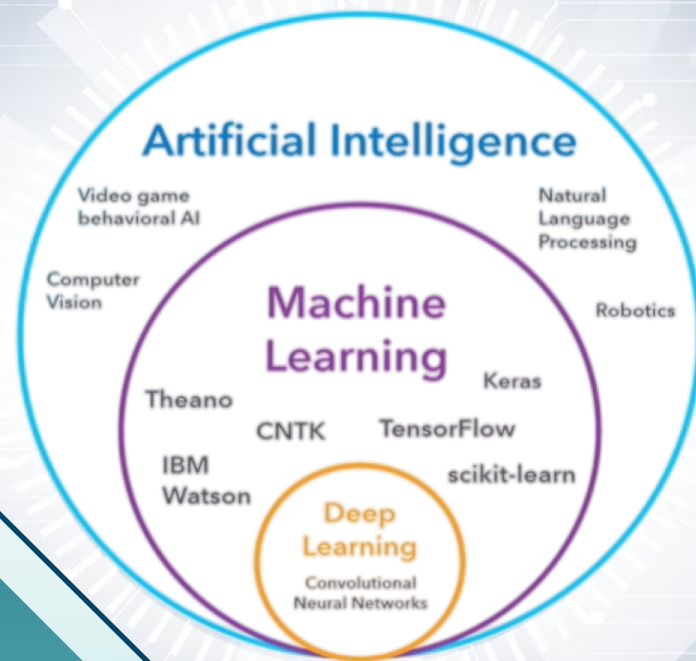 Artificial Intelligence
Video game
behavioral AI
Natural
Language
Processing
Computer
Vision
Robotics
Machine
Learning
Keras
Theano
CNTK
TensorFlow
IBM
Watson
scikit-learn
Deep
Learning
Convolutional
Neural Networks